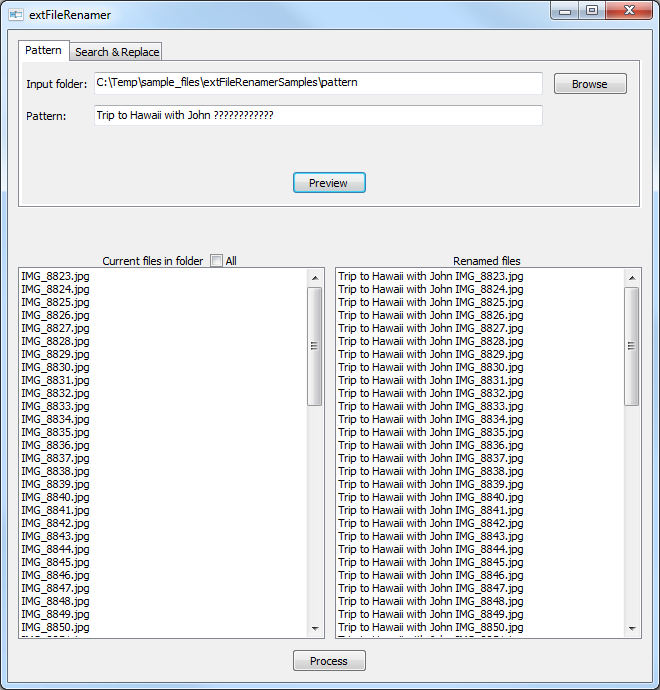 extFileRenamer
Pattern
Search & Replace
Input folder:
C:\Temp\sample_files\extFileRenamerSamples\pattern
Browse
Pattern:
Trip to Hawaii with John ????????????
Preview
Current files in folder
All
Renamed files
IMG_8823.jpg
IMG_8824.jpg
IMG_8825.jpg
IMG_8826.jpg
IMG_8827.jpg
IMG_8828.jpg
IMG_8829.jpg
IMG_8830.jpg
IMG_8831.jpg
IMG_8832.jpg
IMG_8833.jpg
IMG_8834.jpg
IMG_8835.jpg
IMG_8836.jpg
IMG_8837.jpg
IMG_8838.jpg
IMG_8839.jpg
IMG_8840.jpg
IMG_8841.jpg
IMG_8842.jpg
IMG_8843.jpg
IMG_8844.jpg
IMG_8845.jpg
IMG_8846.jpg
IMG_8847.jpg
IMG_8848.jpg
IMG_8849.jpg
IMG_8850.jpg
Trip to Hawaii with John IMG_8823.jpg
Trip to Hawaii with John IMG_8824.jpg
Trip to Hawaii with John IMG_8825.jpg
Trip to Hawaii with John IMG_8826.jpg
Trip to Hawaii with John IMG_8827.jpg
Trip to Hawaii with John IMG_8828.jpg
Trip to Hawaii with John IMG_8829.jpg
Trip to Hawaii with John IMG_8830.jpg
Trip to Hawaii with John IMG_8831.jpg
Trip to Hawaii with John IMG_8832.jpg
Trip to Hawaii with John IMG_8833.jpg
Trip to Hawaii with John IMG_8834.jpg
Trip to Hawaii with John IMG_8835.jpg
Trip to Hawaii with John IMG_8836.jpg
Trip to Hawaii with John IMG_8837.jpg
Trip to Hawaii with John IMG_8838.jpg
Trip to Hawaii with John IMG_8839.jpg
Trip to Hawaii with John IMG_8840.jpg
Trip to Hawaii with John IMG_8841.jpg
Trip to Hawaii with John IMG_8842.jpg
Trip to Hawaii with John IMG_8843.jpg
Trip to Hawaii with John IMG_8844.jpg
Trip to Hawaii with John IMG_8845.jpg
Trip to Hawaii with John IMG_8846.jpg
Trip to Hawaii with John IMG_8847.jpg
Trip to Hawaii with John IMG_8848.jpg
Trip to Hawaii with John IMG_8849.jpg
Trip to Hawaii with John IMG_8850.jpg
Process